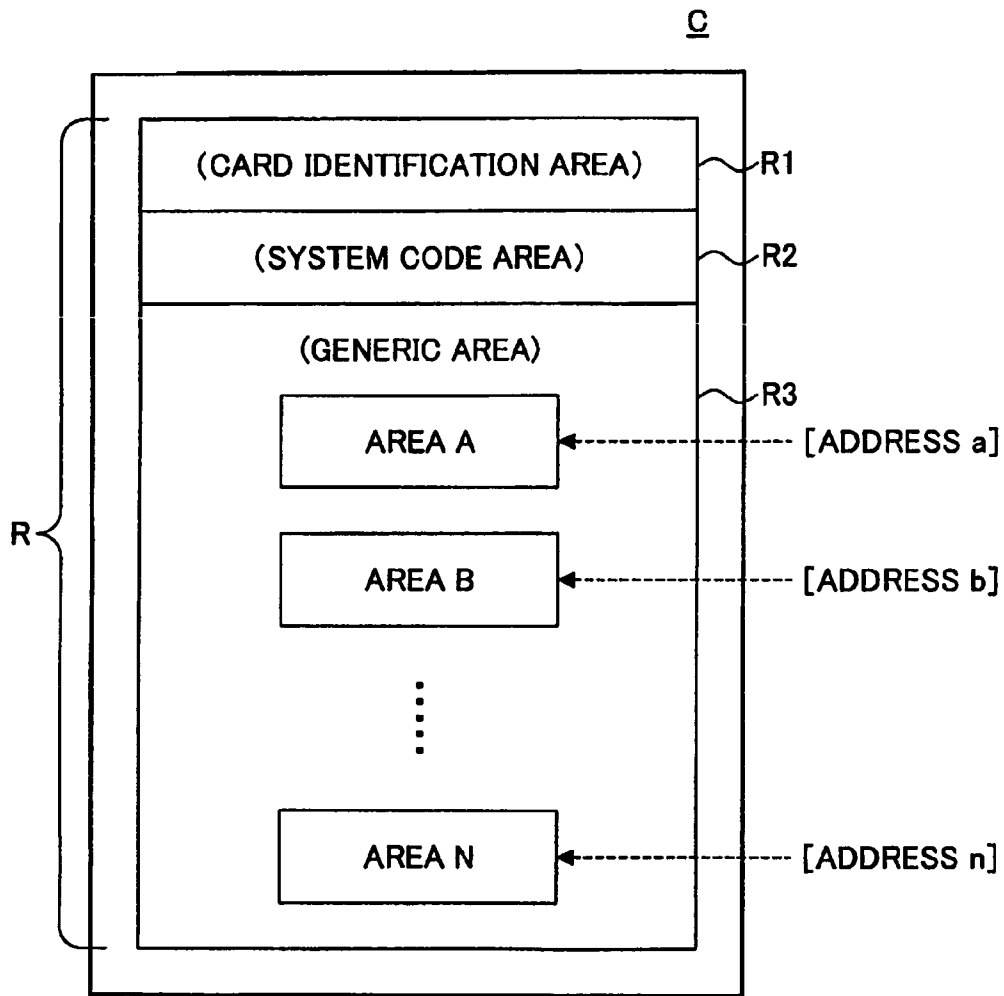 C
(CARD IDENTIFICATION AREA)
R1
(SYSTEM CODE AREA)
R2
(GENERIC AREA)
R3
AREA A
[ADDRESS a]
R
AREA B
[ADDRESS b]
AREA N
[ADDRESS n]